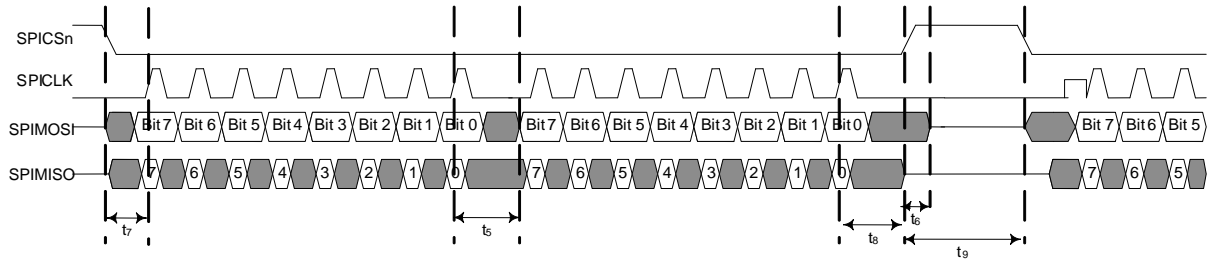 SPICSn
SPICLK
SPIMOSI Bit 7 Bit 6 Bit 5 Bit 4 Bit 3 Bit 2 Bit 1 Bit 0 Bit 7 Bit 6 Bit 5 Bit 4 Bit 3 Bit 2 Bit 1 Bit 0 Bit 7 Bit 6 Bit 5
SPIMISO 7 6 5 4 3 2 1 0 7 6 5 4 3 2 1 0 7 6 5
t7 t5 t8 t6
t9